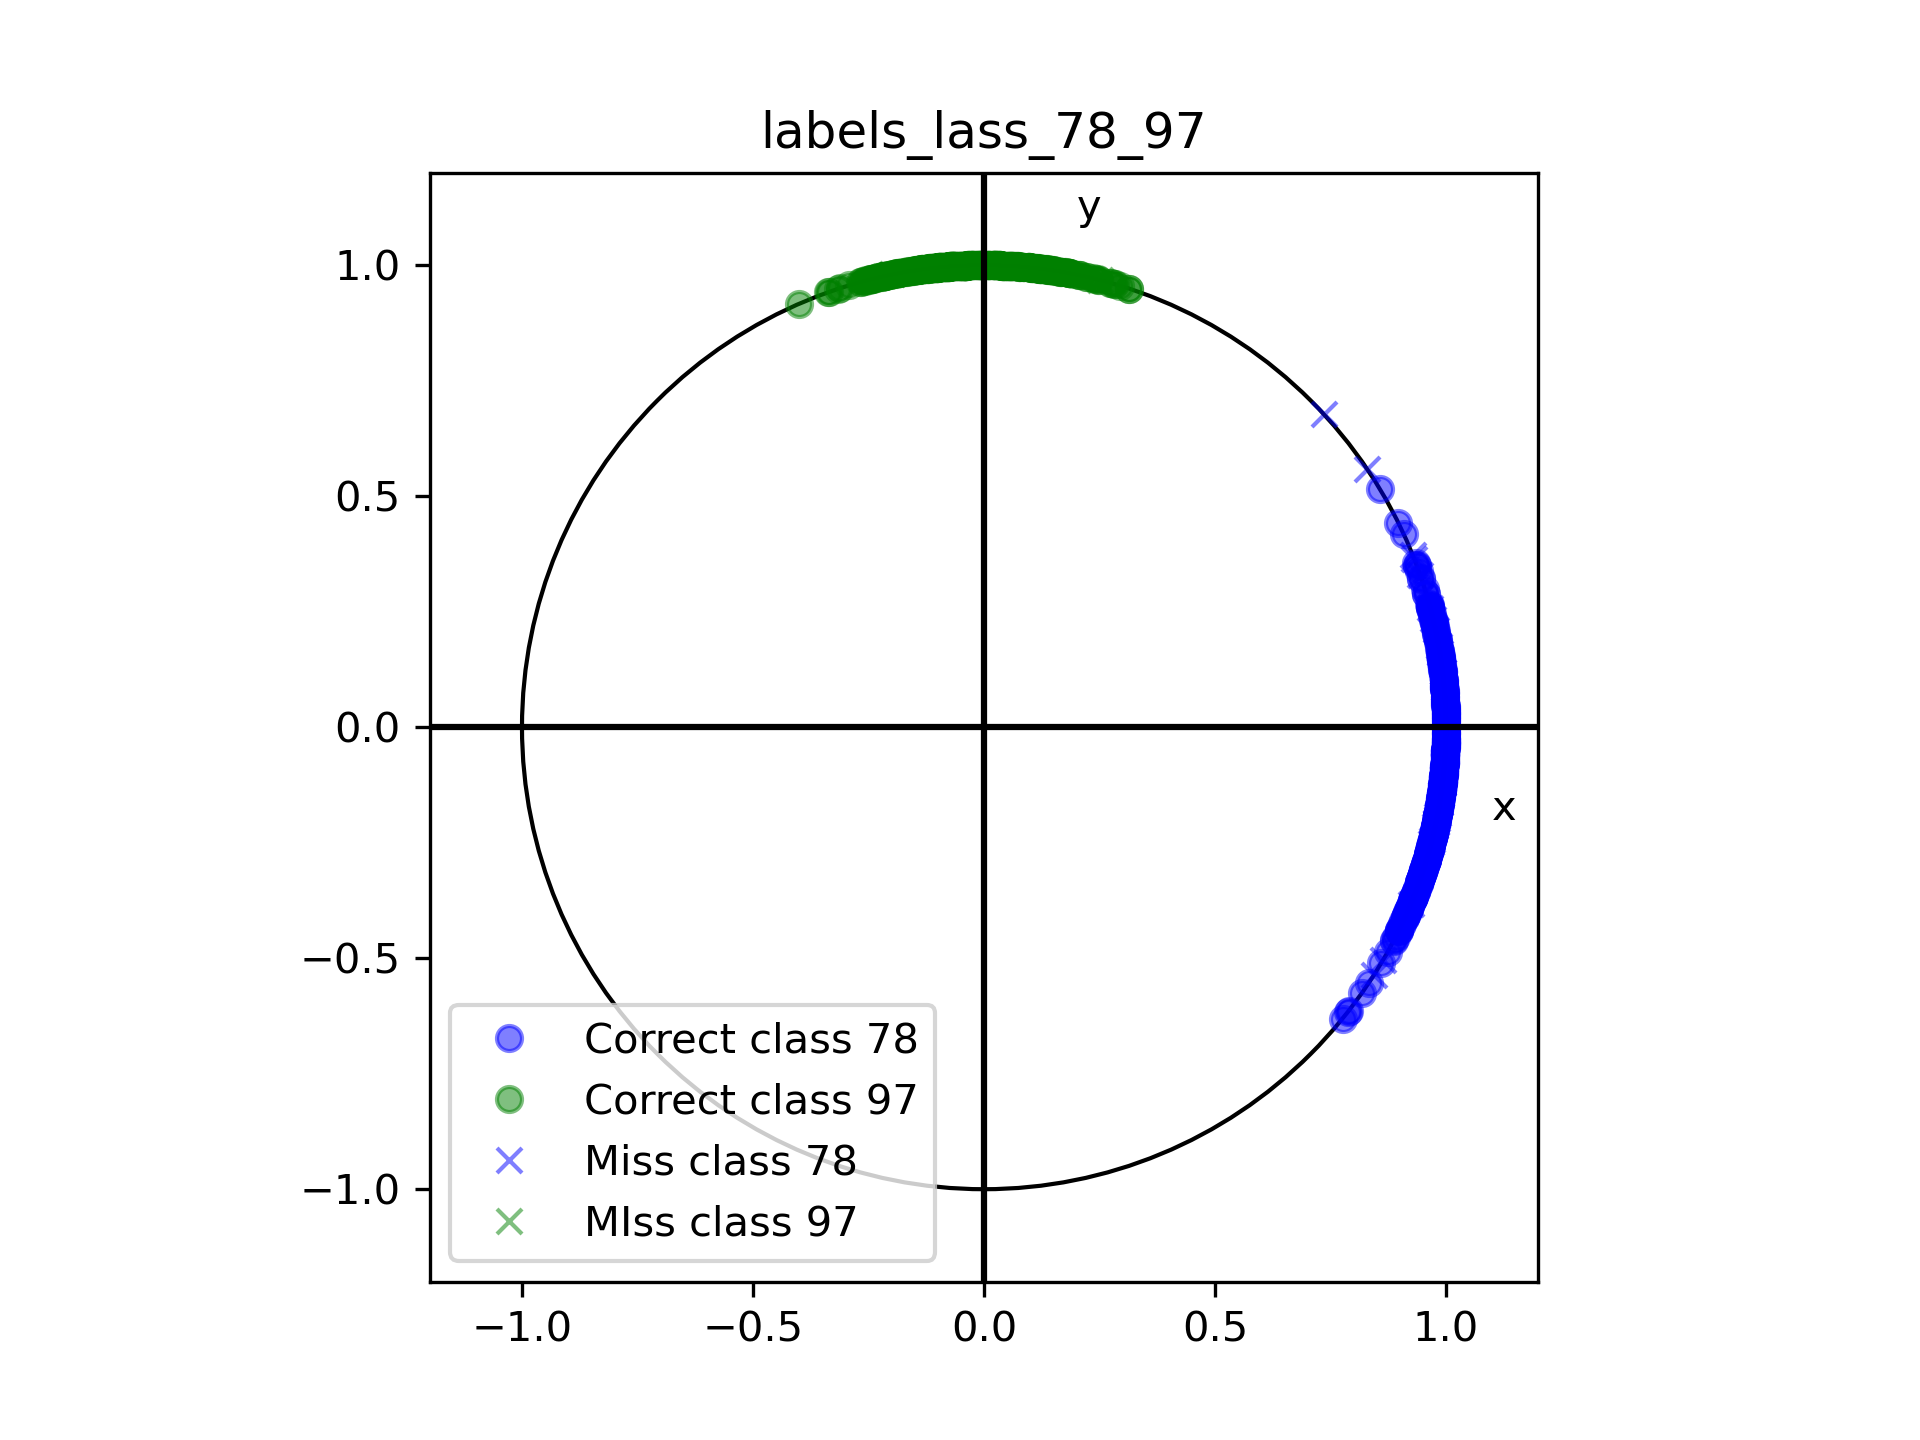 labels_lass_78_97
y
1.0
0.5
0.0
x
−0.5
Correct class 78
Correct class 97
Miss class 78
−1.0
MIss class 97
−1.0 −0.5 0.0 0.5 1.0